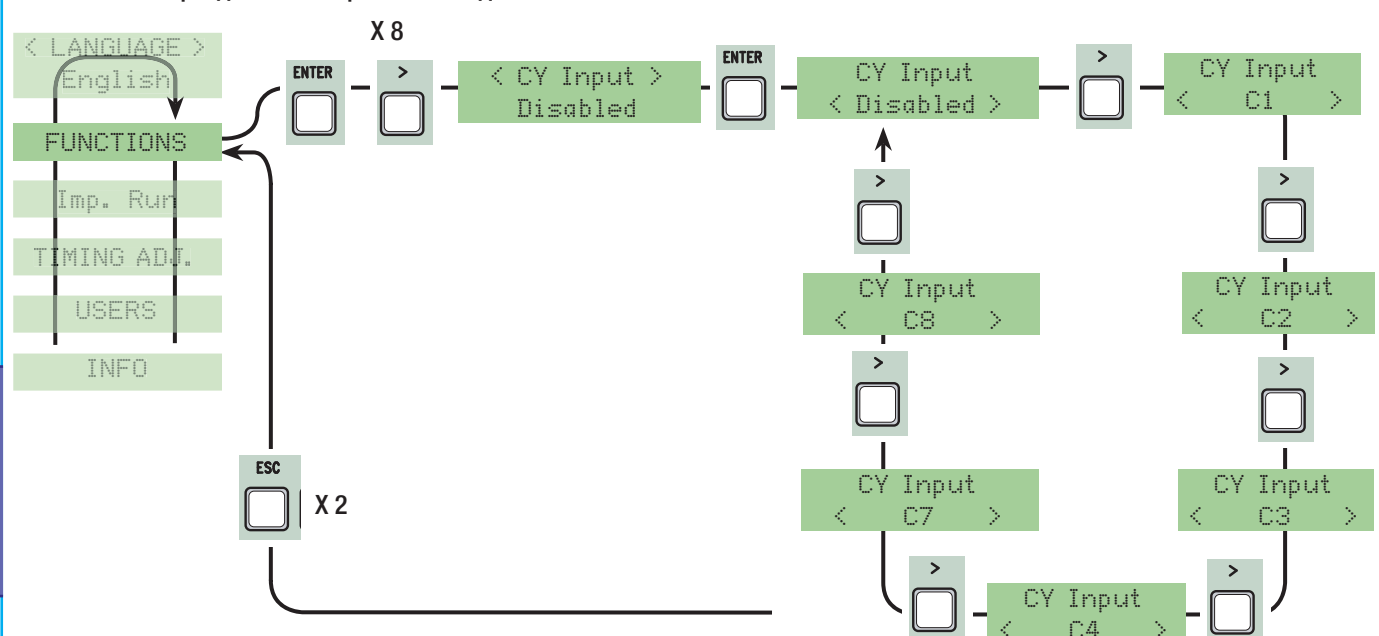 X 8
< LANGUAGE >
English
FUNCTIONS
Imp. Run
TIMING ADJ.
USERS
INFO
ENTER
>
< CY Input >
Disabled
ENTER
CY Input
< Disabled >
>
CY Input
< C1 >
>
CY Input
< C2 >
>
CY Input
< C3 >
>
CY Input
< C4 >
>
CY Input
< C7 >
>
CY Input
< C8 >
>
ESC
X 2